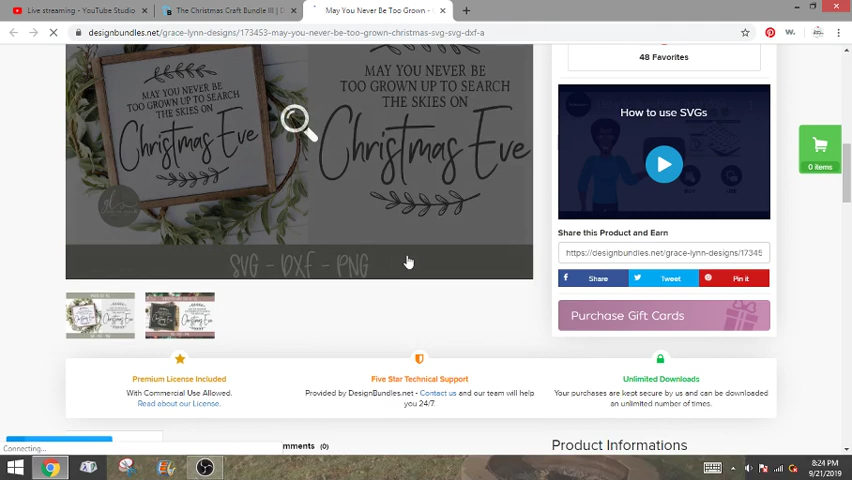 Live streaming - YouTube Studio
The Christmas Craft Bundle III | D
May You Never Be Too Grown -
designbundles.net/grace-lynn-designs/173453-may-you-never-be-too-grown-christmas-svg-svg-dxf-a
MAY YOU NEVER BE
TOO GROWN UP TO SEARCH
THE SKIES ON
Christmas Eve
MAY YOU NEVER BE
TOO GROWN UP TO SEARCH
THE SKIES ON
Christmas Eve
gld
SVG - DXF - PNG
48 Favorites
How to use SVGs
0 items
Share this Product and Earn
https://designbundles.net/grace-lynn-designs/17345
Share
Tweet
Pin it
Purchase Gift Cards
Premium License Included
With Commercial Use Allowed.
Read about our License.
Five Star Technical Support
Provided by DesignBundles.net - Contact us and our team will help
you 24/7.
Unlimited Downloads
Your purchases are kept secure by us and can be downloaded
an unlimited number of times.
mments (0)
Product Informations
Connecting...
8:24 PM
9/21/2019